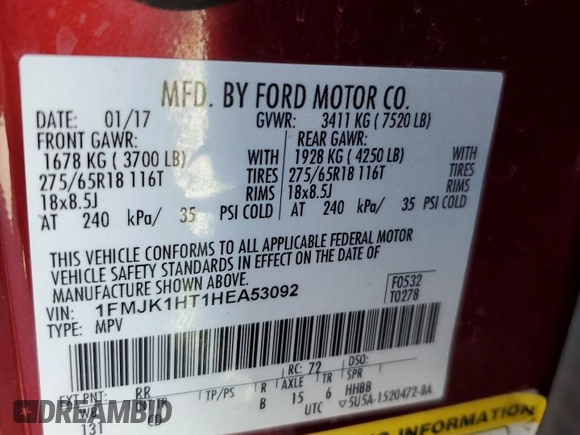 MFD. BY FORD MOTOR CO.
DATE: 01/17 GVWR: 3411 KG ( 7520 LB)
FRONT GAWR: REAR GAWR:
1678 KG ( 3700 LB) WITH 1928 KG ( 4250 LB) WITH
275/65R18 116T TIRES 275/65R18 116T TIRES
18x8.5J RIMS 18x8.5J RIMS
AT 240 kPa/ 35 PSI COLD AT 240 kPa/ 35 PSI COLD
THIS VEHICLE CONFORMS TO ALL APPLICABLE FEDERAL MOTOR
VEHICLE SAFETY STANDARDS IN EFFECT ON THE DATE OF
MANUFACTURE SHOWN ABOVE.
VIN: 1FMJK1HT1HEA53092
TYPE: MPV
F0532
T0278
EXT PNT: RC: 72 DSO:
RR TP/PS R AXLE TR SPR
WB
131 B 15 6 HHBB
UTC ▽5U5A-1520472-BA
INFORMATION
DREAMBID